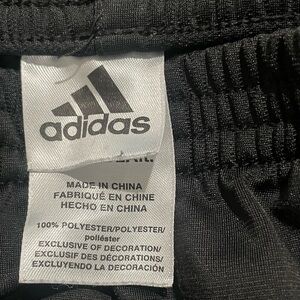 adidas
MADE IN CHINA
FABRIQUÉ EN CHINE
HECHO EN CHINA
100% POLYESTER/POLYESTER/
poliéster
EXCLUSIVE OF DECORATION/
EXCLUSIF DES DÉCORATIONS/
EXCLUYENDO LA DECORACIÓN